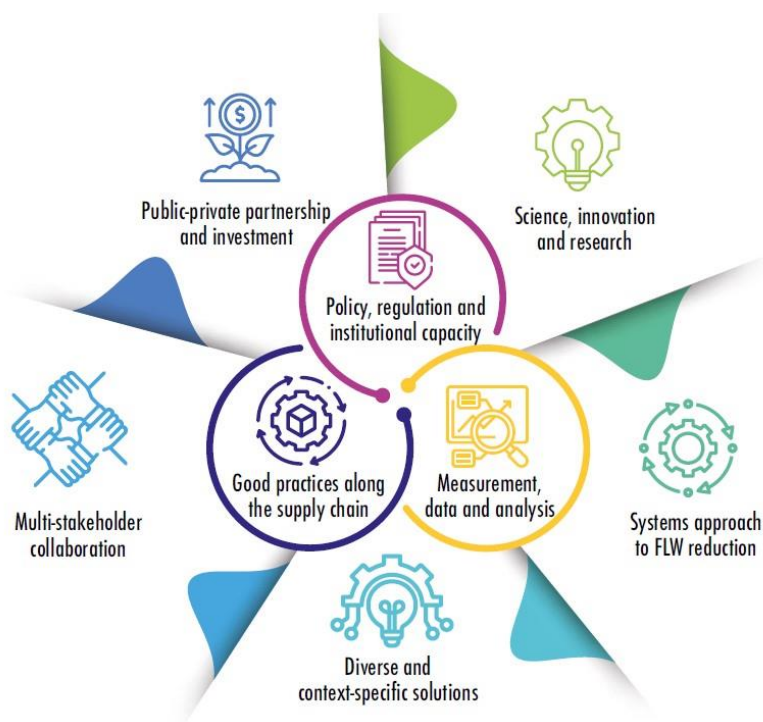 $
Public-private partnership
and investment
Science, innovation
and research
Policy, regulation and
institutional capacity
Good practices along
the supply chain
Measurement,
data and analysis
Multi-stakeholder
collaboration
Systems approach
to FLW reduction
Diverse and
context-specific solutions